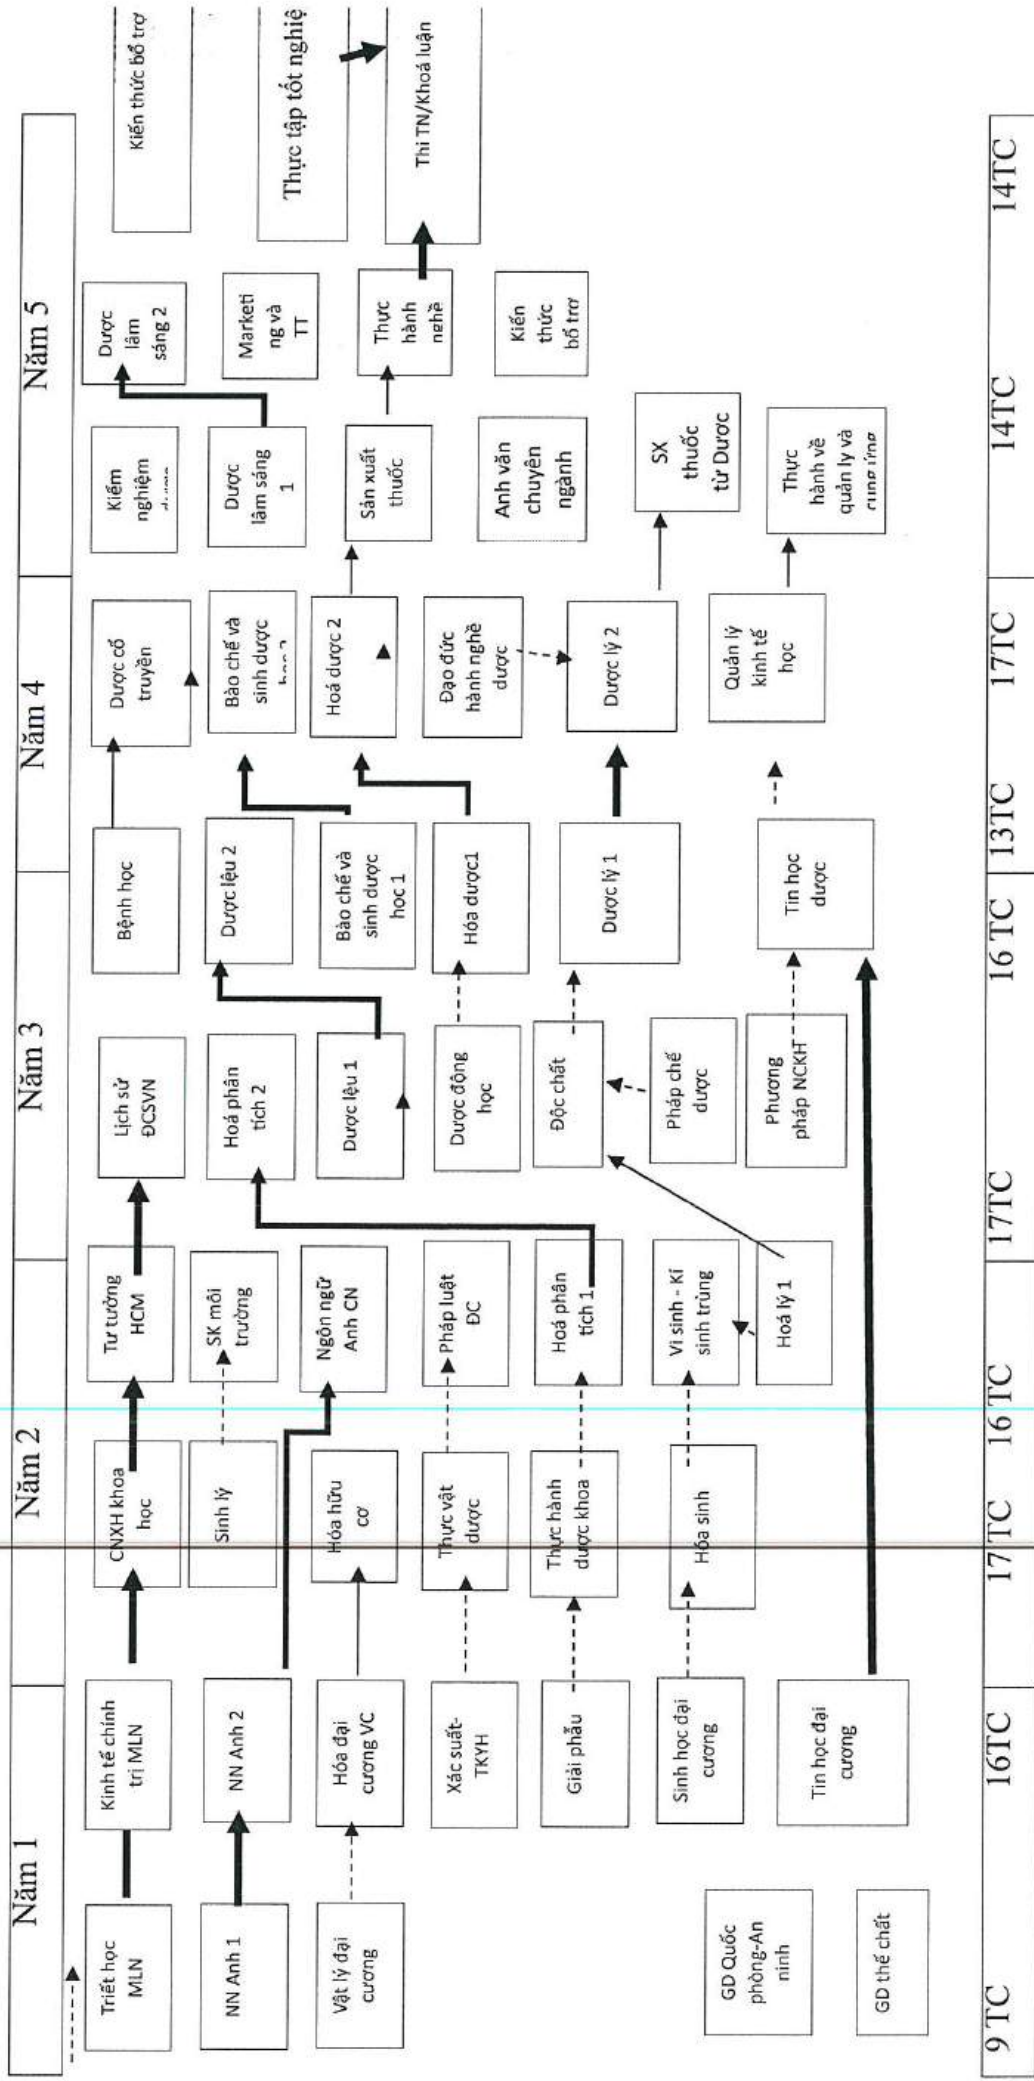 Năm 1
Năm 2
Năm 3
Năm 4
Năm 5
Triết học
MLN
NN Anh 1
Vật lý đại
cương
GD Quốc
phòng-An
ninh
GD thể chất
Kinh tế chính
trị MLN
NN Anh 2
Hóa đại
cương VC
Xác suất-
TKYH
Giải phẫu
Sinh học đại
cương
Tin học đại
cương
CNXH khoa
học
Sinh lý
Hóa hữu
cơ
Thực vật
dược
Thực hành
dược khoa
Hóa sinh
Tư tưởng
HCM
SK môi
trường
Ngôn ngữ
Anh CN
Pháp luật
ĐC
Hoá phân
tích 1
Vi sinh - Kí
sinh trùng
Hoá lý 1
Lịch sử
ĐCSVN
Hoá phân
tích 2
Dược lệu 1
Dược động
học
Độc chất
Pháp chế
dược
Phương
pháp NCKH
Bệnh học
Dược lệu 2
Bào chế và
sinh dược
học 1
Hóa dược1
Dược lý 1
Tin học
dược
Dược cổ
truyền
Bào chế và
sinh dược
Hoá dược 2
Đạo đức
hành nghề
dược
Dược lý 2
Quản lý
kinh tế
học
Kiểm
nghiệm
Dược
lâm sáng
1
Sản xuất
thuốc
Anh văn
chuyên
ngành
SX
thuốc
từ Dược
Thực
hành về
quản lý và
cung ứng
Dược
lâm
sáng 2
Marketi
ng và
TT
Thực
hành
nghề
Kiến
thức
bổ trợ
Kiến thức bổ trợ
Thực tập tốt nghiệ
Thi TN/Khoá luận
9 TC
16TC
17 TC
16 TC
17TC
16 TC
13TC
17TC
14TC
14TC